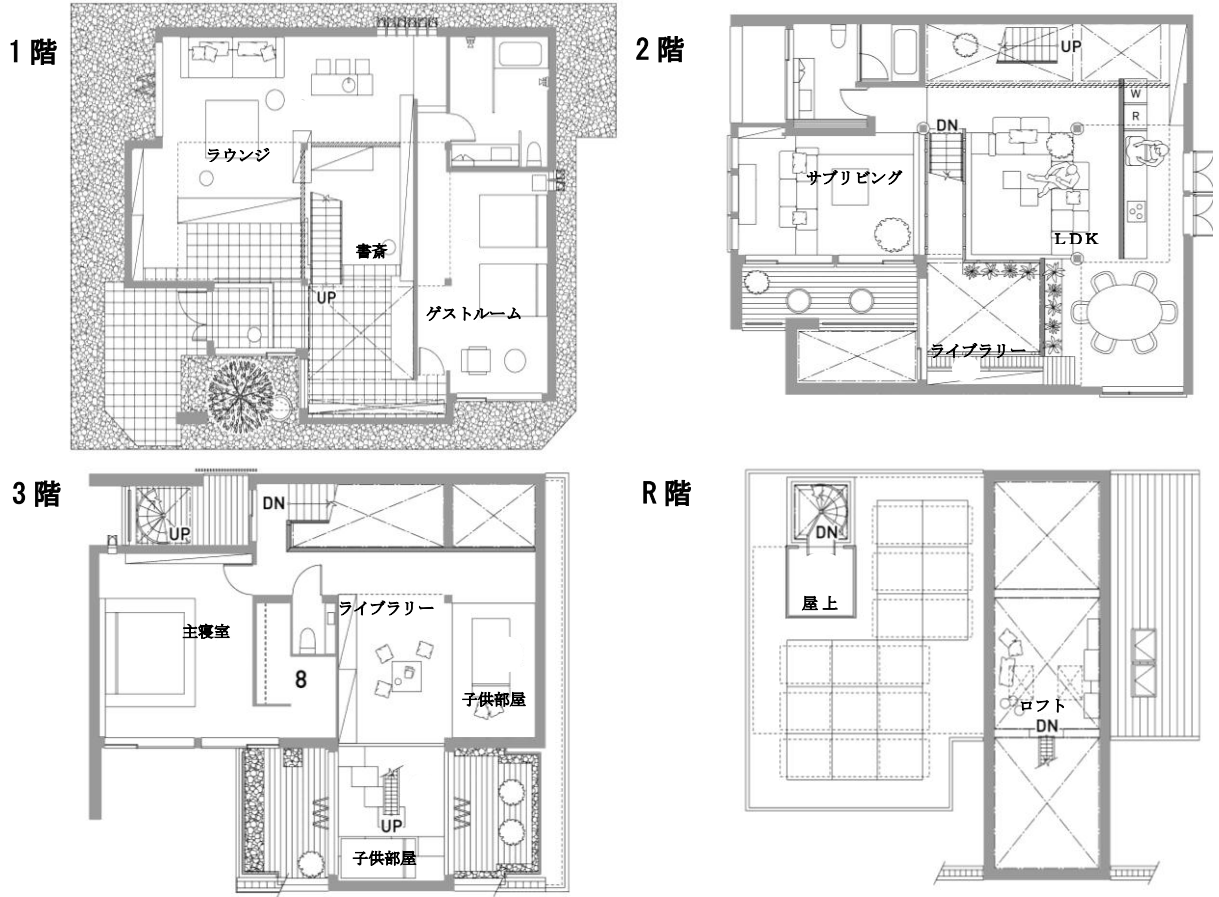 1階
ラウンジ
書斎
UP
ゲストルーム
2階
UP
W
R
DN
サブリビング
LDK
ライブラリー
3階
DN
UP
ライブラリー
主寝室
8
子供部屋
UP
子供部屋
R階
DN
屋上
ロフト
DN